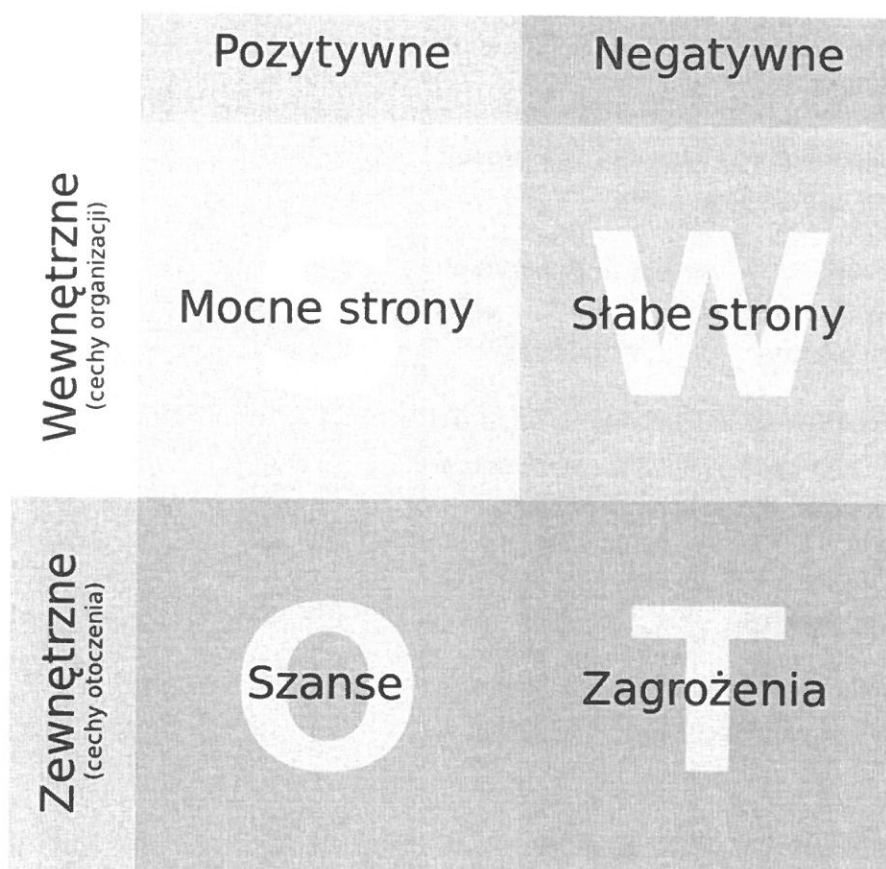 Pozytywne
Negatywne
Wewnętrzne
(cechy organizacji)
S
Mocne strony
W
Słabe strony
Zewnętrzne
(cechy otoczenia)
O
Szanse
T
Zagrożenia